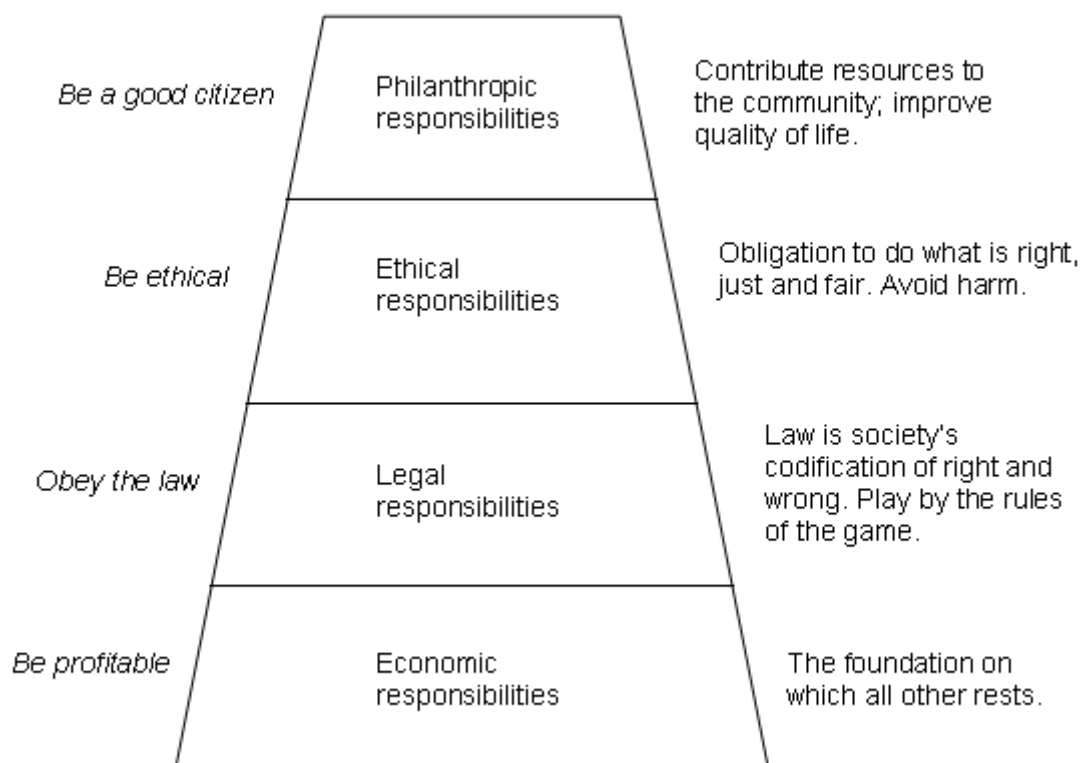 Be a good citizen
Philanthropic
responsibilities
Contribute resources to
the community; improve
quality of life.
Be ethical
Ethical
responsibilities
Obligation to do what is right,
just and fair. Avoid harm.
Obey the law
Legal
responsibilities
Law is society's
codification of right and
wrong. Play by the rules
of the game.
Be profitable
Economic
responsibilities
The foundation on
which all other rests.